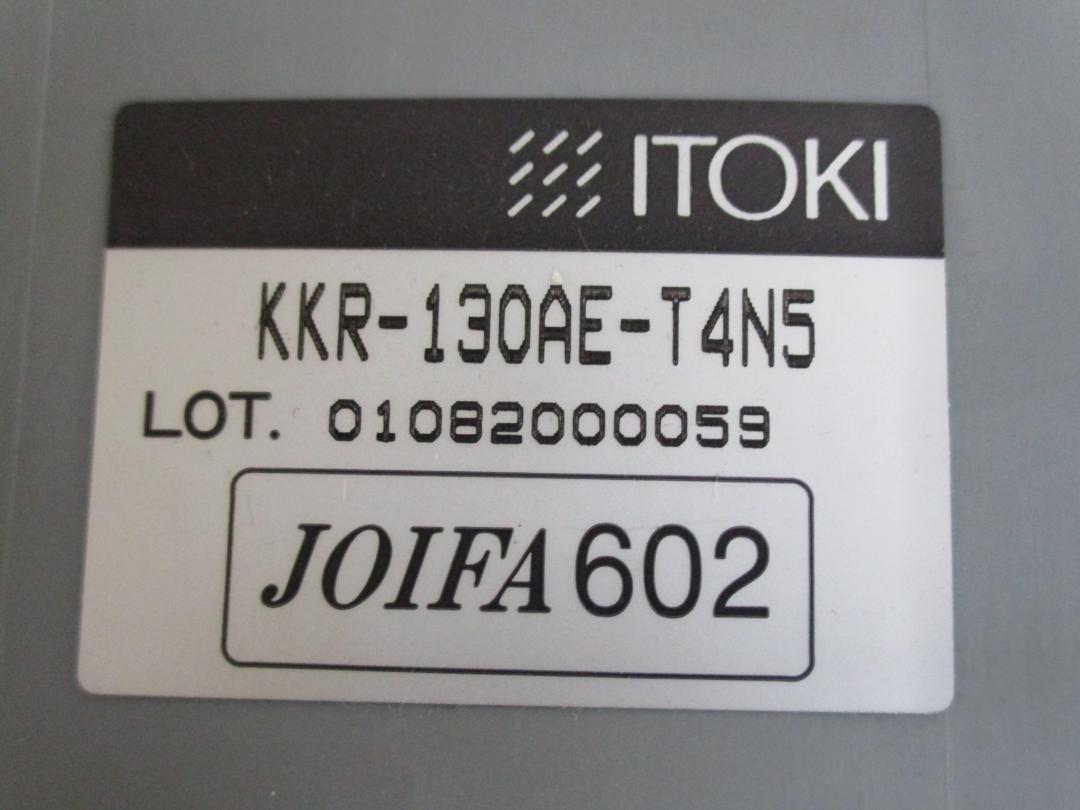 ITOKI
KKR-130AE-T4N5
LOT. 01082000059
JOIFA 602